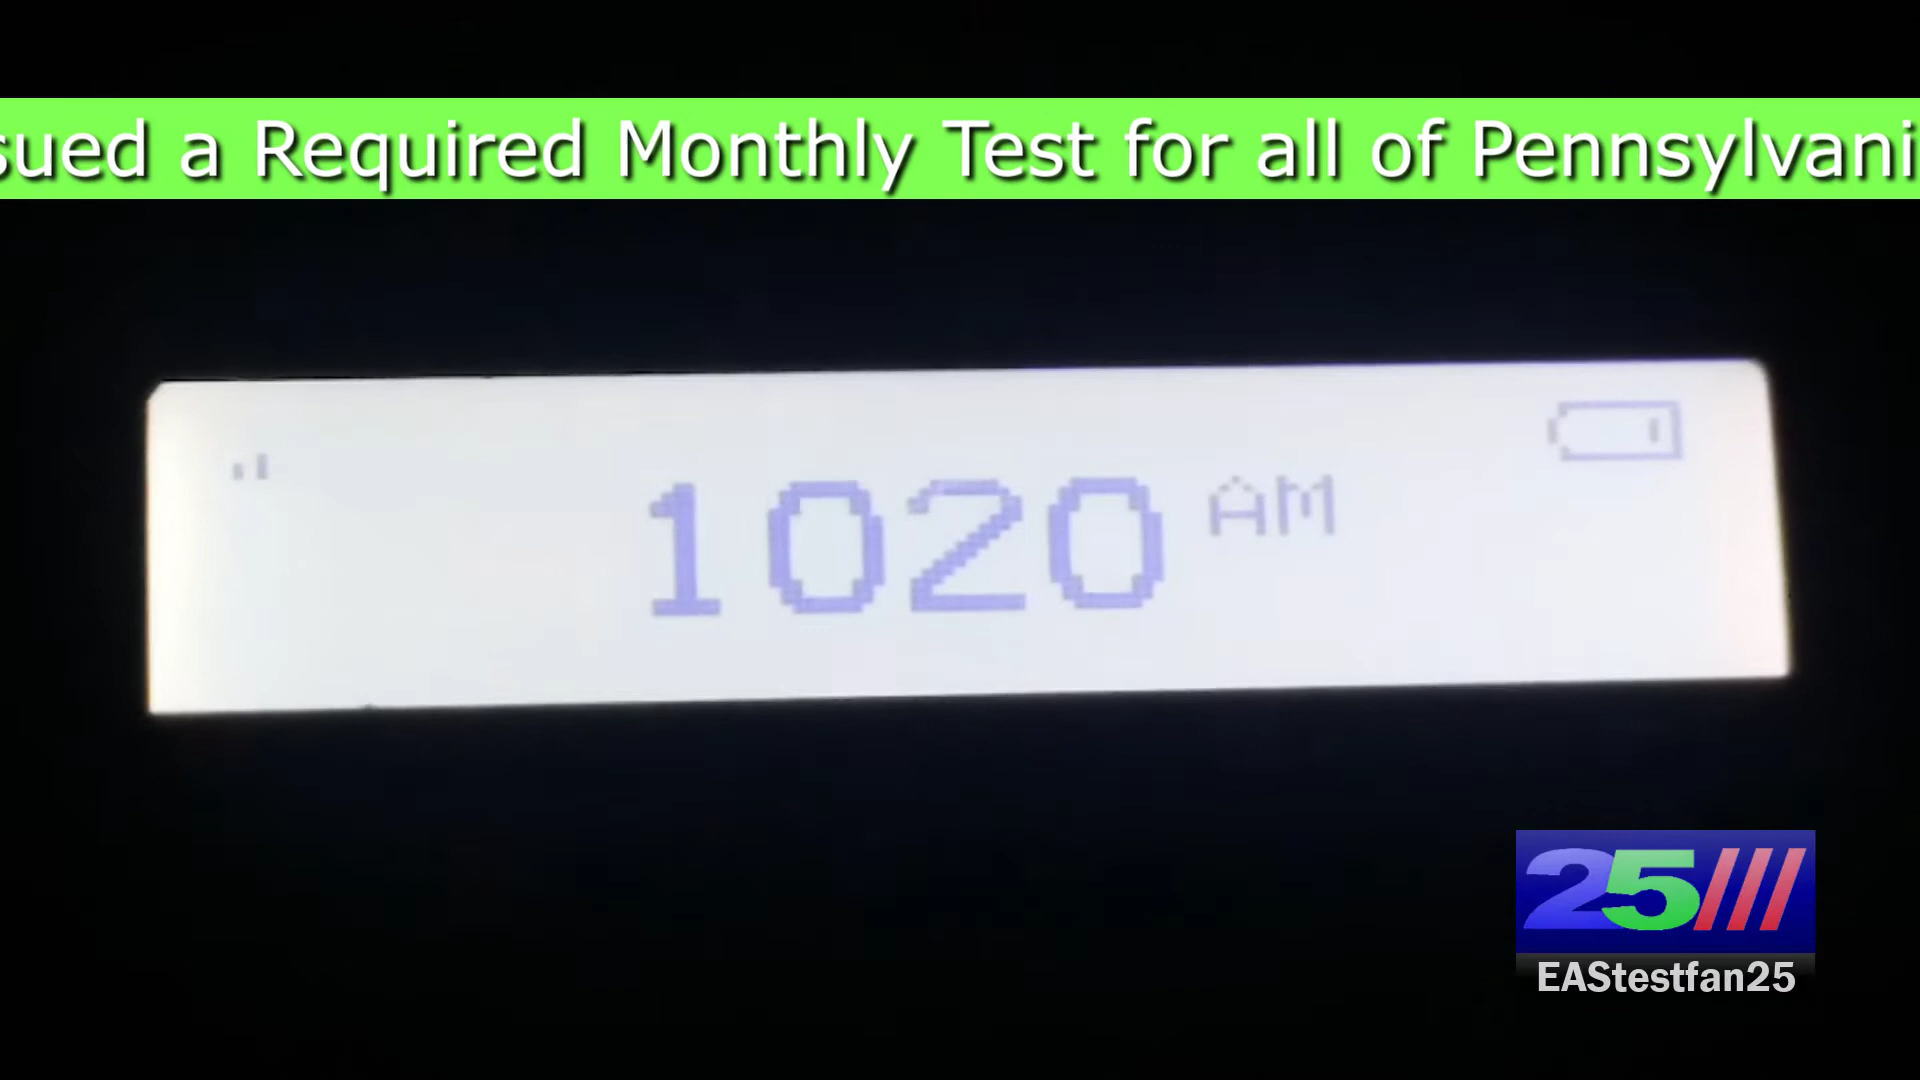 sued a Required Monthly Test for all of Pennsylvani
1020 AM
25
EAStestfan25